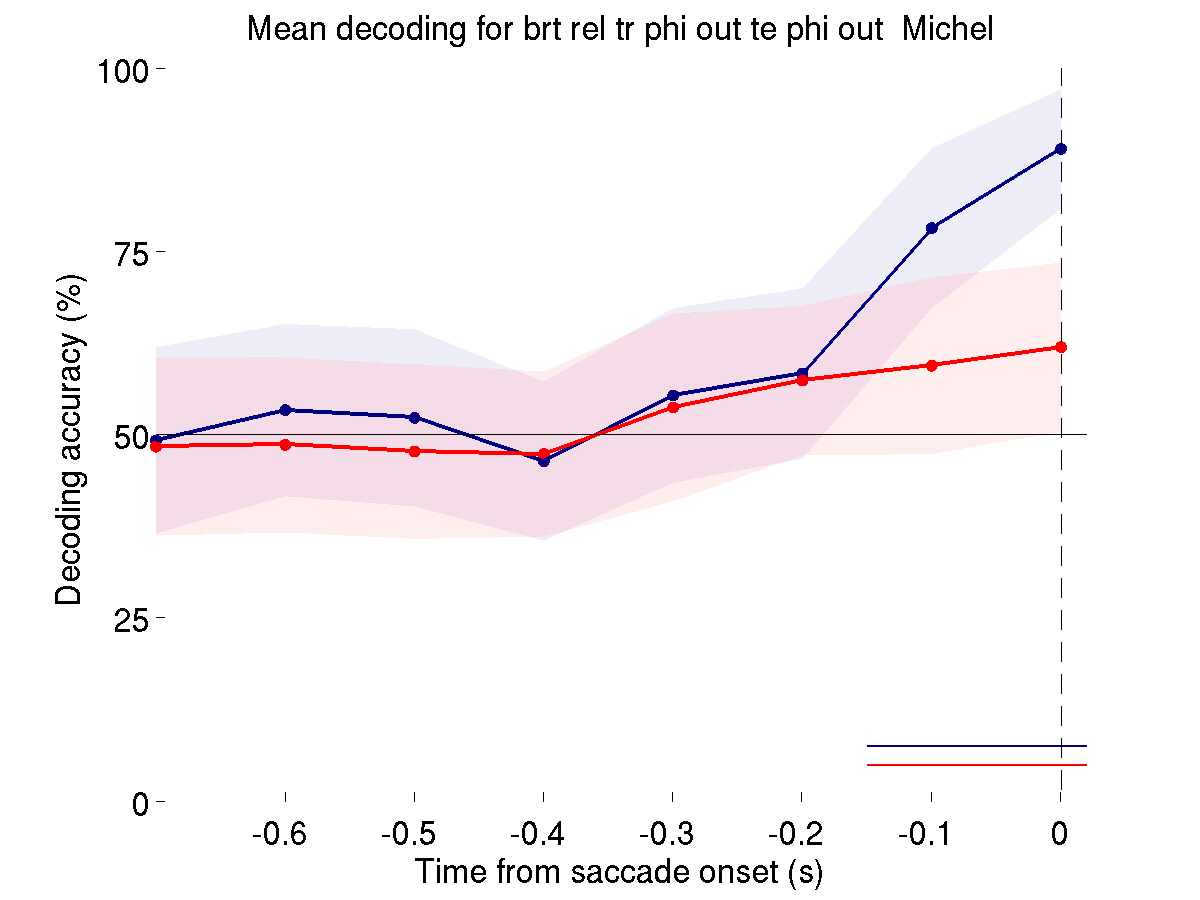 Mean decoding for brt rel tr phi out te phi out  Michel
100
75
50
25
0
Decoding accuracy (%)
-0.6 -0.5 -0.4 -0.3 -0.2 -0.1 0
Time from saccade onset (s)